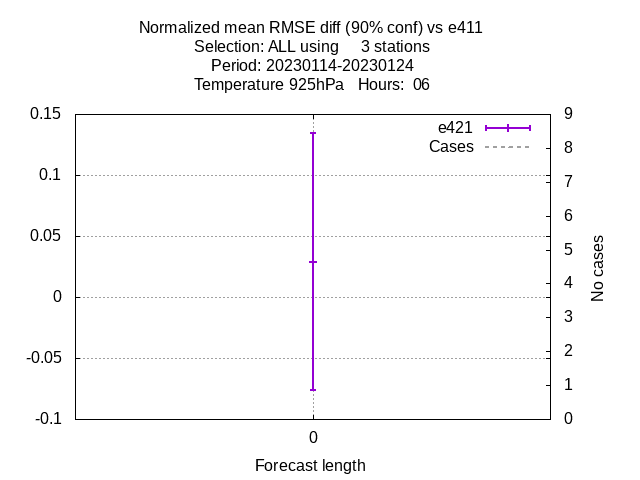 Normalized mean RMSE diff (90% conf) vs e411
Selection: ALL using     3 stations
Period: 20230114-20230124
Temperature 925hPa   Hours:  06
0.15
0.1
0.05
0
-0.05
-0.1
9
8
7
6
5
4
3
2
1
0
e421
Cases
No cases
0
Forecast length